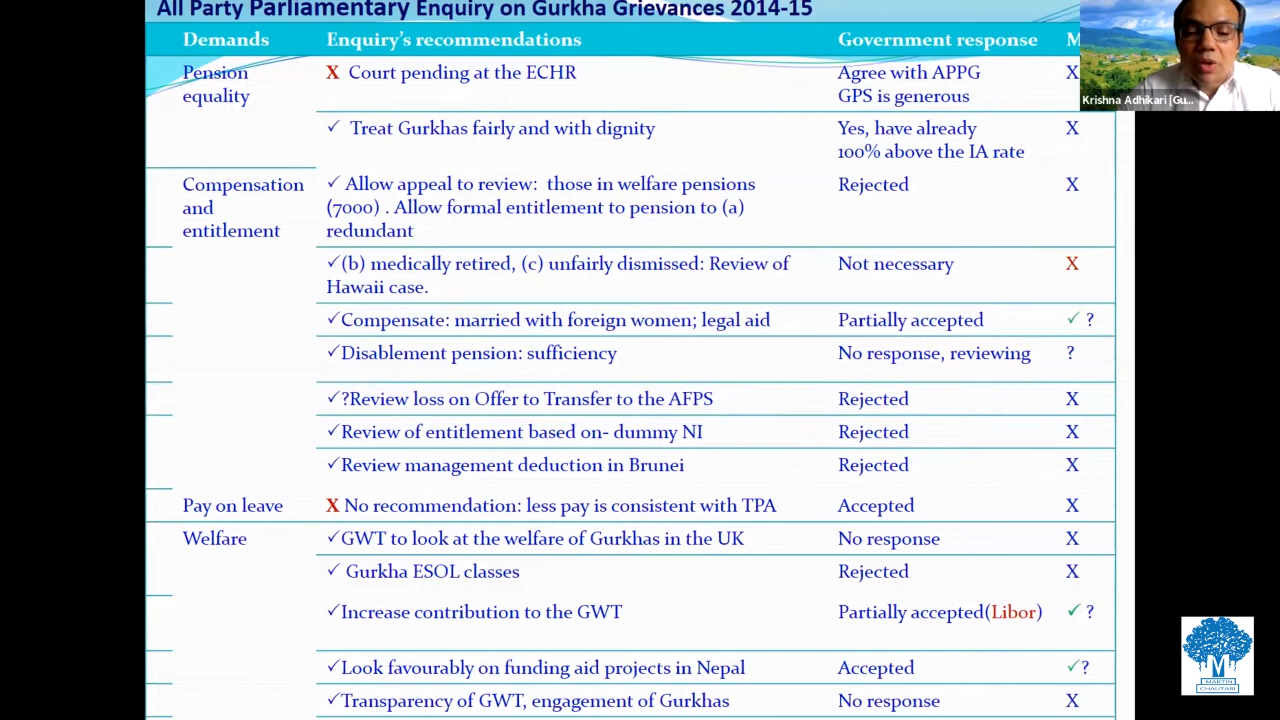 All Party Parliamentary Enquiry on Gurkha Grievances 2014-15
Demands Enquiry's recommendations Government response M
Pension equality
X Court pending at the ECHR
Agree with APPG
GPS is generous
X
✓ Treat Gurkhas fairly and with dignity
Yes, have already
100% above the IA rate
X
Compensation
and
entitlement
✓ Allow appeal to review: those in welfare pensions
(7000) . Allow formal entitlement to pension to (a)
redundant
Rejected
X
✓(b) medically retired, (c) unfairly dismissed: Review of
Hawaii case.
Not necessary
X
✓Compensate: married with foreign women; legal aid Partially accepted ✓ ?
✓Disablement pension: sufficiency No response, reviewing ?
✓?Review loss on Offer to Transfer to the AFPS Rejected X
✓Review of entitlement based on- dummy NI Rejected X
✓Review management deduction in Brunei Rejected X
Pay on leave X No recommendation: less pay is consistent with TPA Accepted X
Welfare ✓GWT to look at the welfare of Gurkhas in the UK No response X
✓ Gurkha ESOL classes Rejected X
✓Increase contribution to the GWT Partially accepted(Libor) ✓ ?
✓Look favourably on funding aid projects in Nepal Accepted ✓?
✓Transparency of GWT, engagement of Gurkhas No response X
Krishna Adhikari [Gu...
M
MARTIN
CHAUTARI